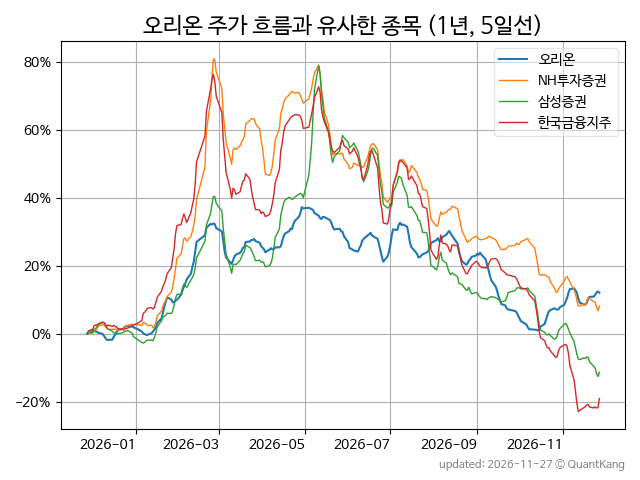 오리온 주가 흐름과 유사한 종목 (1년, 5일선)
오리온
NH투자증권
삼성증권
한국금융지주
80%
60%
40%
20%
0%
−20%
2026−01
2026−03
2026−05
2026−07
2026−09
2026−11
updated: 2026−11−27 © QuantKang